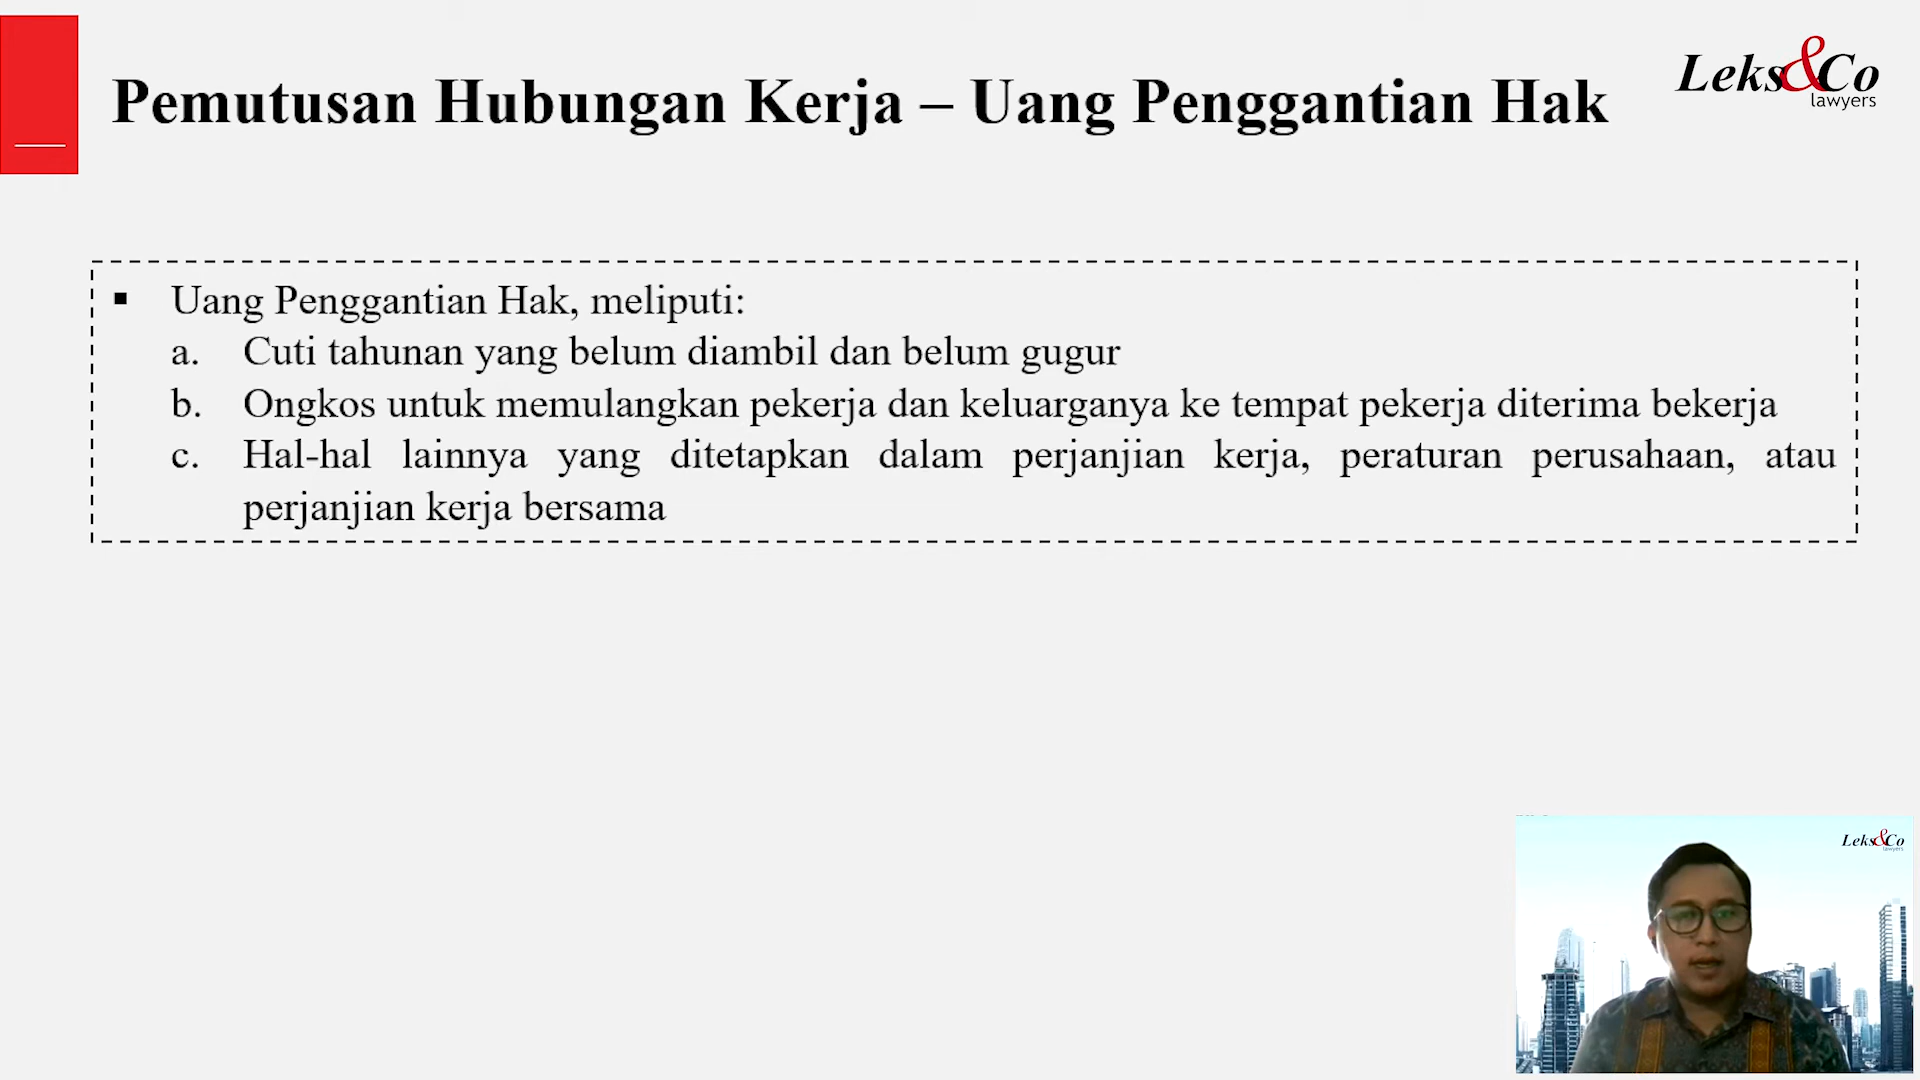 Pemutusan Hubungan Kerja – Uang Penggantian Hak
Leks&Co
lawyers
▪ Uang Penggantian Hak, meliputi:
a. Cuti tahunan yang belum diambil dan belum gugur
b. Ongkos untuk memulangkan pekerja dan keluarganya ke tempat pekerja diterima bekerja
c. Hal-hal lainnya yang ditetapkan dalam perjanjian kerja, peraturan perusahaan, atau
perjanjian kerja bersama
Leks&Co
lawyers